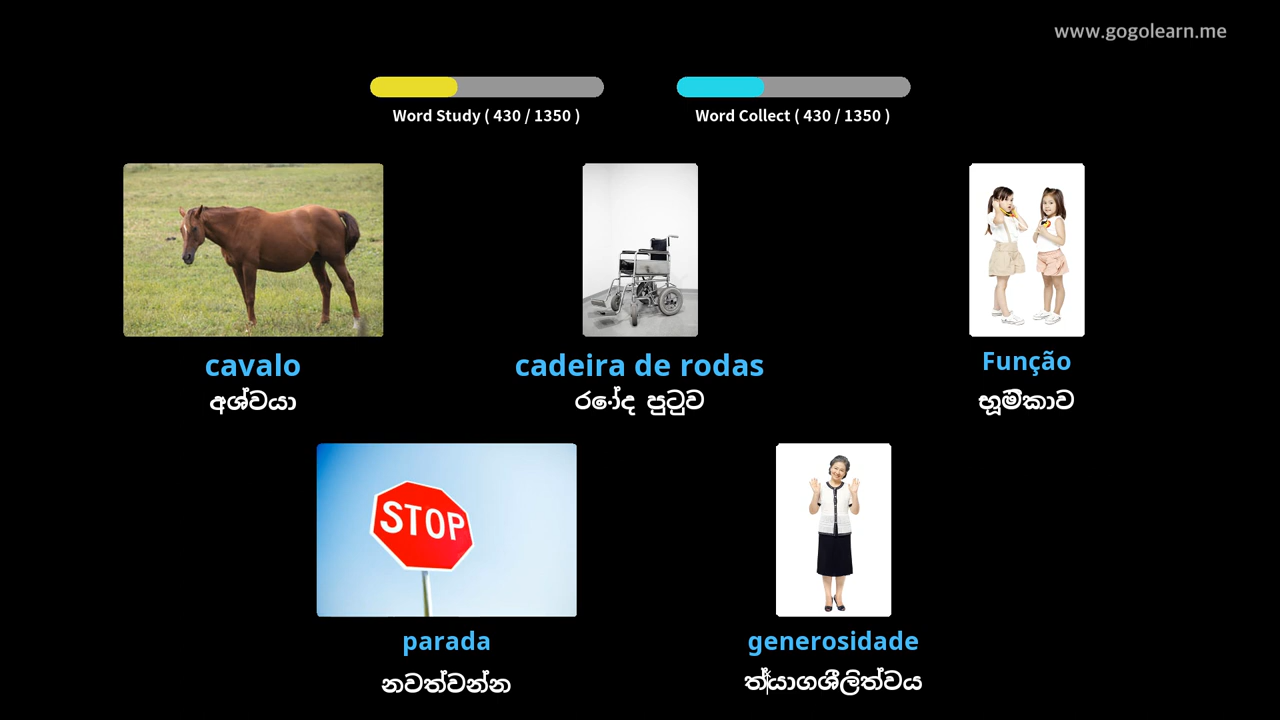 www.gogolearn.me
Word Study ( 430 / 1350 )
Word Collect ( 430 / 1350 )
cavalo
අශ්වයා
cadeira de rodas
රෝද පුටුව
Função
භූමිකාව
STOP
parada
නවත්වන්න
generosidade
ත්‍යාගශීලිත්වය